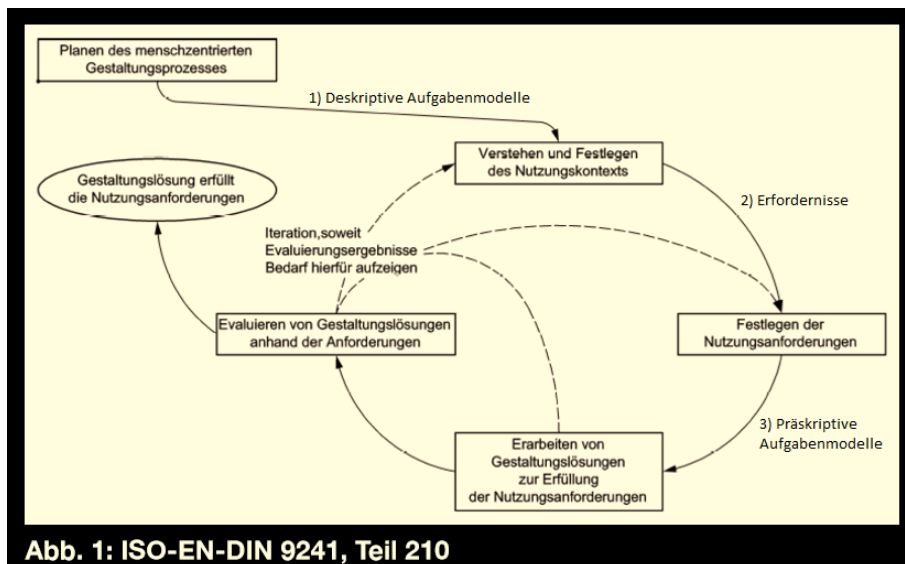 Planen des menschzentrierten
Gestaltungsprozesses
1) Deskriptive Aufgabenmodelle
Verstehen und Festlegen
des Nutzungskontexts
Gestaltungslösung erfüllt
die Nutzungsanforderungen
2) Erfordernisse
Iteration,soweit
Evaluierungsergebnisse
Bedarf hierfür aufzeigen
Evaluieren von Gestaltungslösungen
anhand der Anforderungen
Festlegen der
Nutzungsanforderungen
3) Präskriptive
Aufgabenmodelle
Erarbeiten von
Gestaltungslösungen
zur Erfüllung
der Nutzungsanforderungen
Abb. 1: ISO-EN-DIN 9241, Teil 210